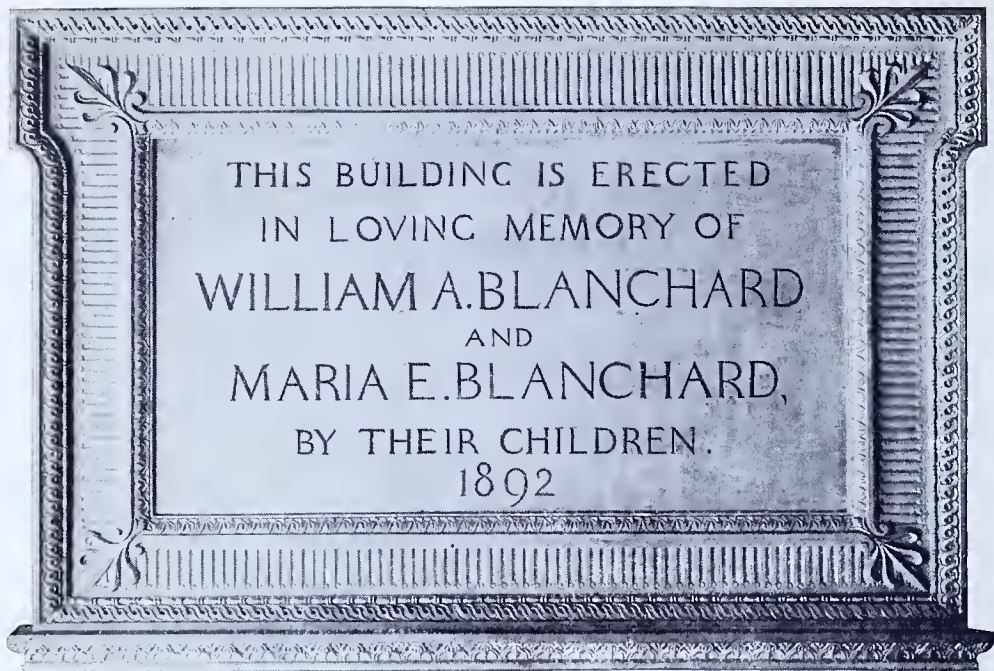 THIS BUILDING IS ERECTED
IN LOVING MEMORY OF
WILLIAM A. BLANCHARD
AND
MARIA E. BLANCHARD,
BY THEIR CHILDREN.
1892